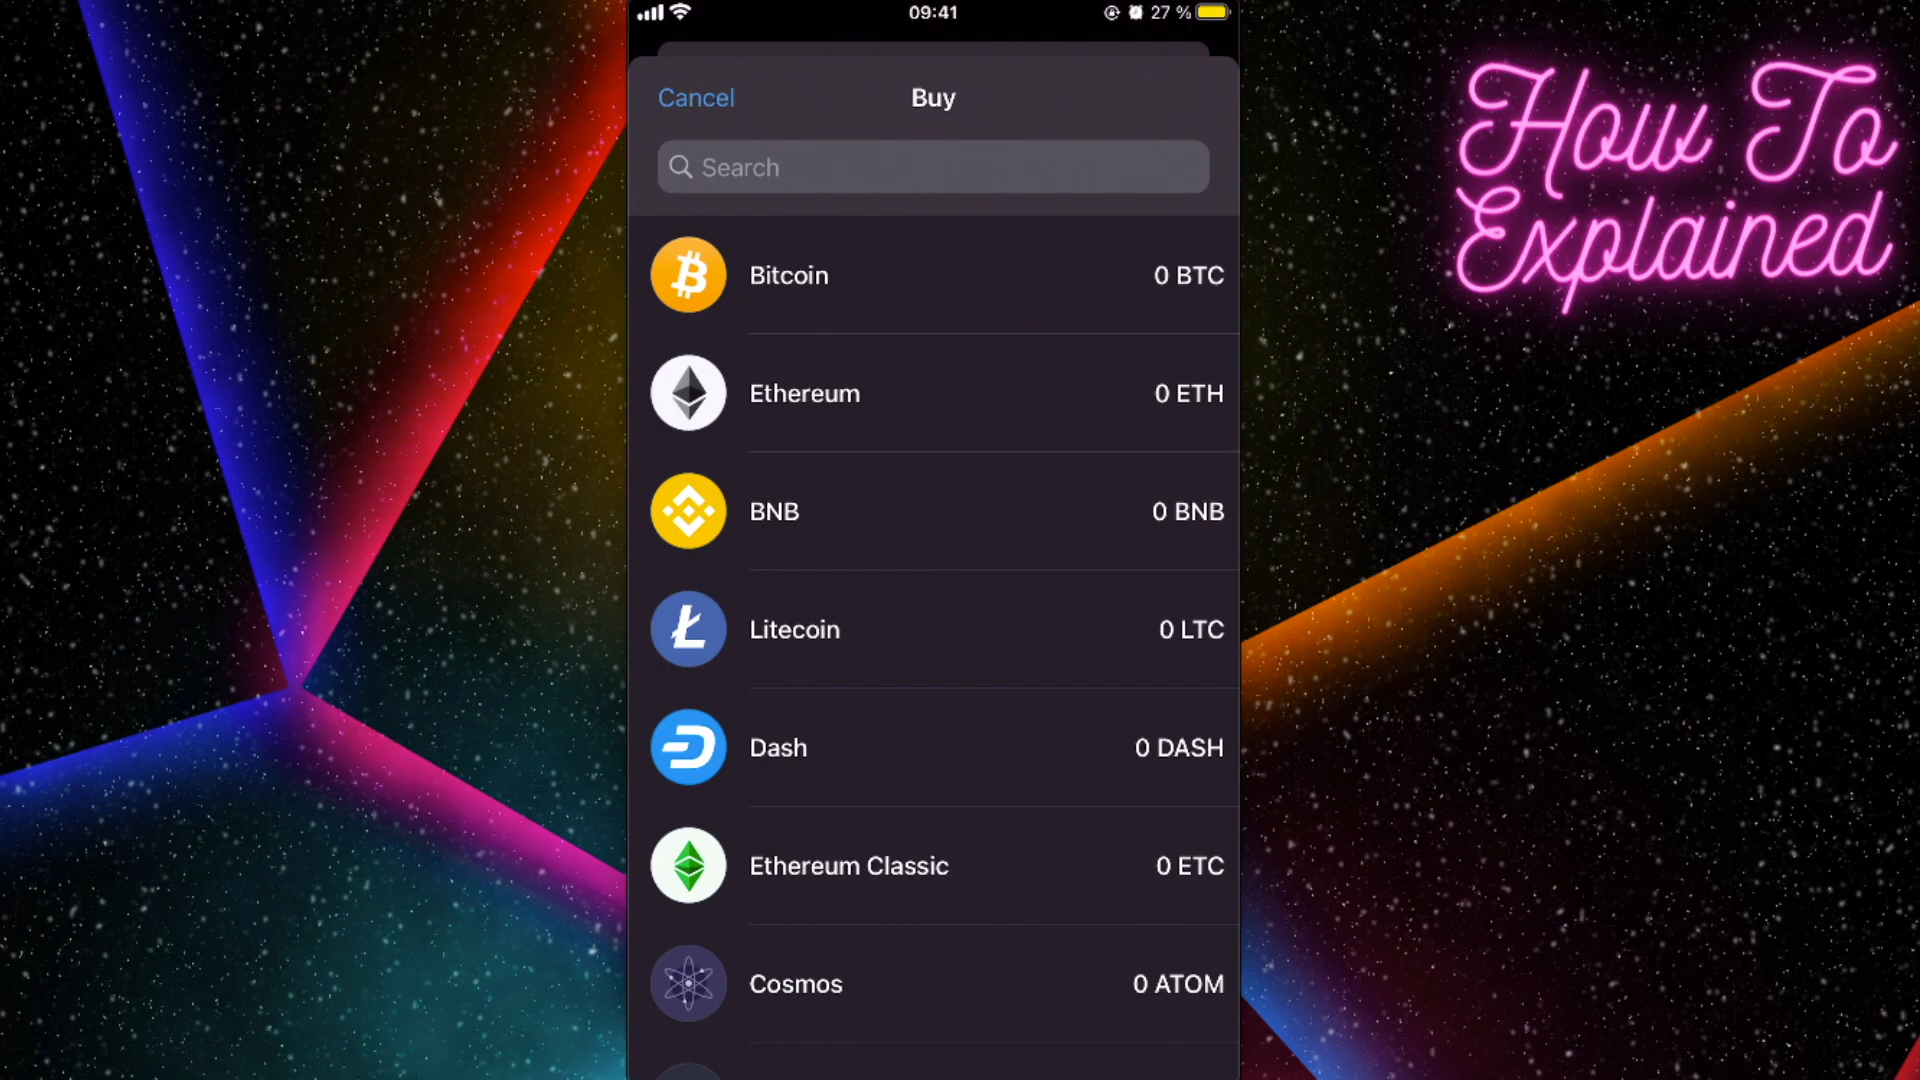 09:41
27 %
Cancel
Buy
Search
Bitcoin
0 BTC
Ethereum
0 ETH
BNB
0 BNB
Litecoin
0 LTC
Dash
0 DASH
Ethereum Classic
0 ETC
Cosmos
0 ATOM
How To
Explained